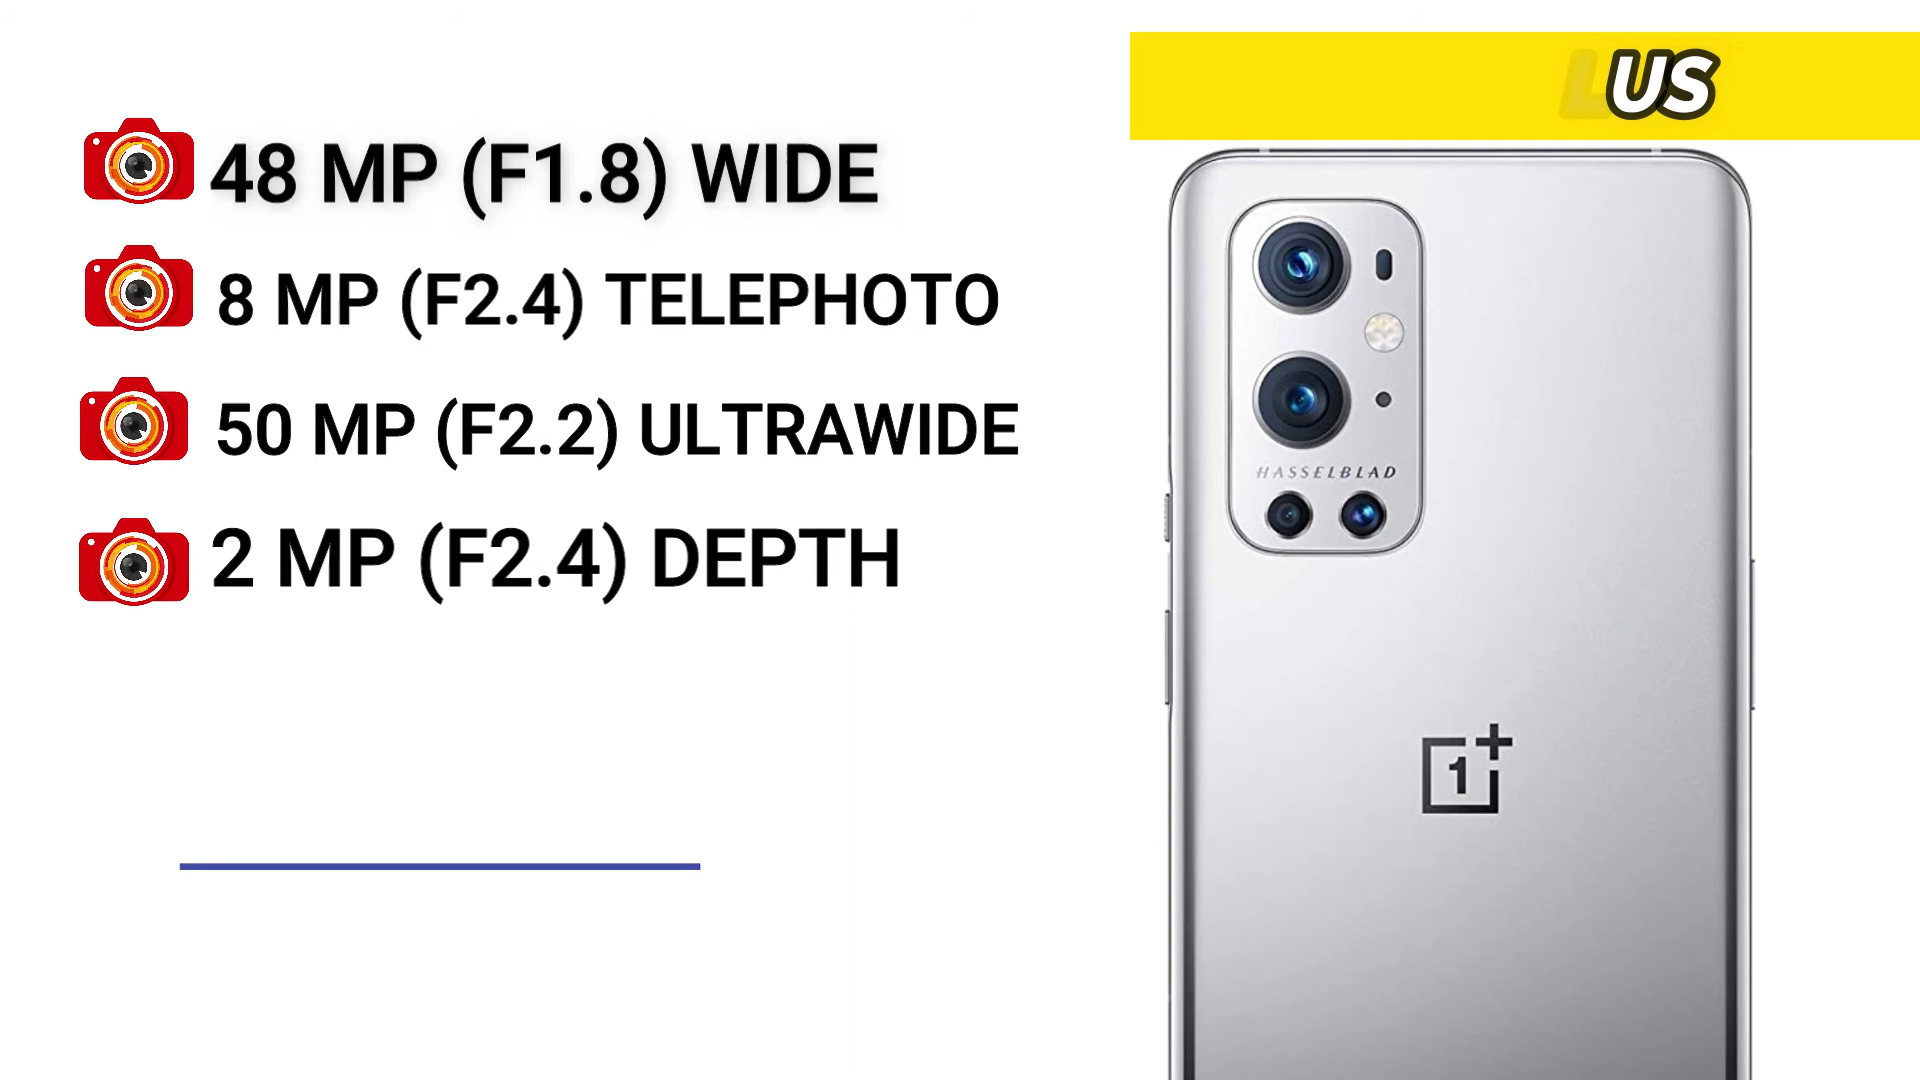 48 MP (F1.8) WIDE
8 MP (F2.4) TELEPHOTO
50 MP (F2.2) ULTRAWIDE
2 MP (F2.4) DEPTH
LUS
HASSELBLAD
1+